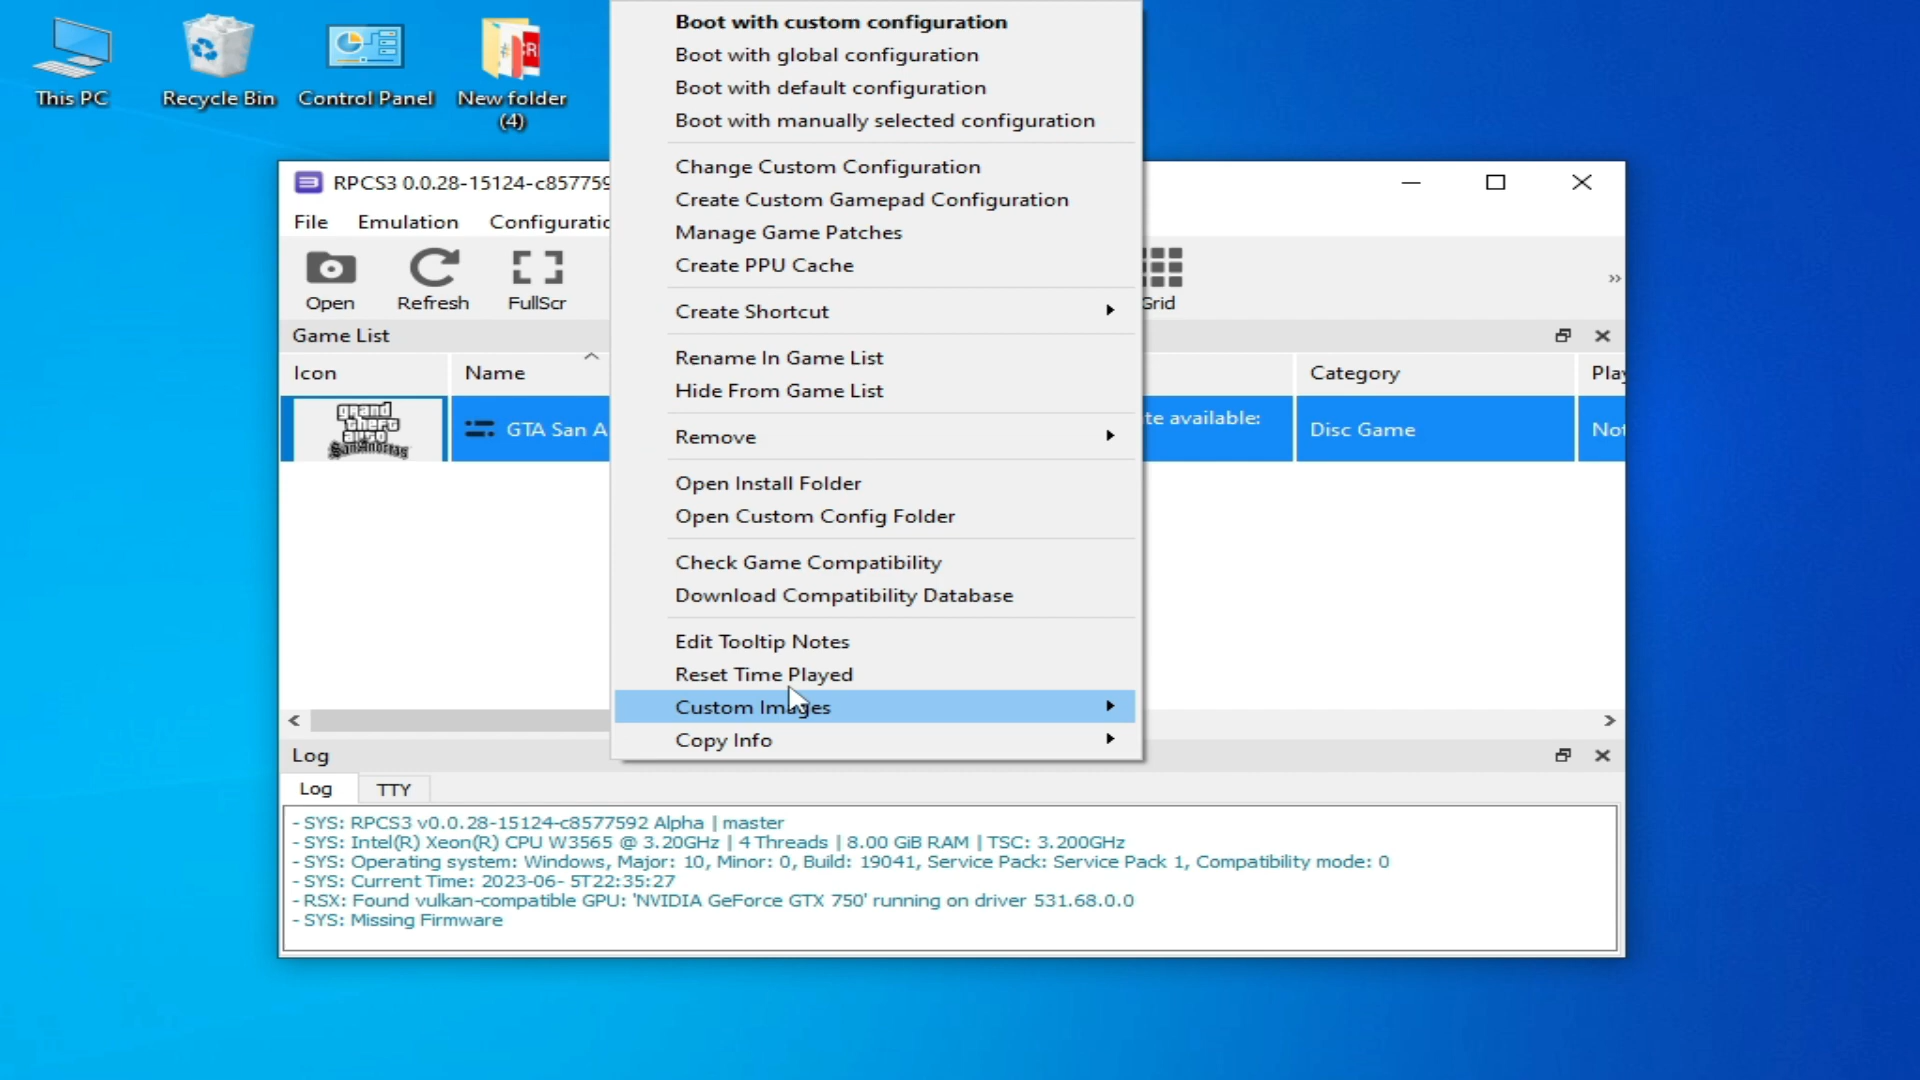 This PC
Recycle Bin
Control Panel
New folder
(4)
Boot with custom configuration
Boot with global configuration
Boot with default configuration
Boot with manually selected configuration
Change Custom Configuration
Create Custom Gamepad Configuration
Manage Game Patches
Create PPU Cache
Create Shortcut
Rename In Game List
Hide From Game List
Remove
Open Install Folder
Open Custom Config Folder
Check Game Compatibility
Download Compatibility Database
Edit Tooltip Notes
Reset Time Played
Custom Images
Copy Info
RPCS3 0.0.28-15124-c857759
File Emulation Configuratio
Open Refresh FullScr Grid
Game List
Icon Name Category Play
grand theft auto SanAndreas
GTA San A te available: Disc Game Not
Log
Log TTY
- SYS: RPCS3 v0.0.28-15124-c8577592 Alpha | master
- SYS: Intel(R) Xeon(R) CPU W3565 @ 3.20GHz | 4 Threads | 8.00 GiB RAM | TSC: 3.200GHz
- SYS: Operating system: Windows, Major: 10, Minor: 0, Build: 19041, Service Pack: Service Pack 1, Compatibility mode: 0
- SYS: Current Time: 2023-06- 5T22:35:27
- RSX: Found vulkan-compatible GPU: 'NVIDIA GeForce GTX 750' running on driver 531.68.0.0
- SYS: Missing Firmware